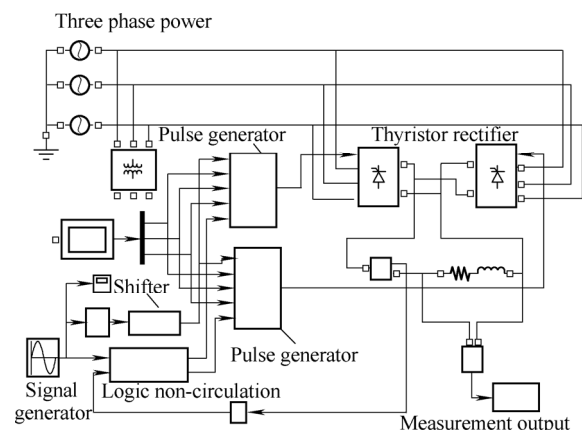 Three phase power
Pulse generator
Thyristor rectifier
Shifter
Pulse generator
Signal
generator
Logic non-circulation
Measurement output